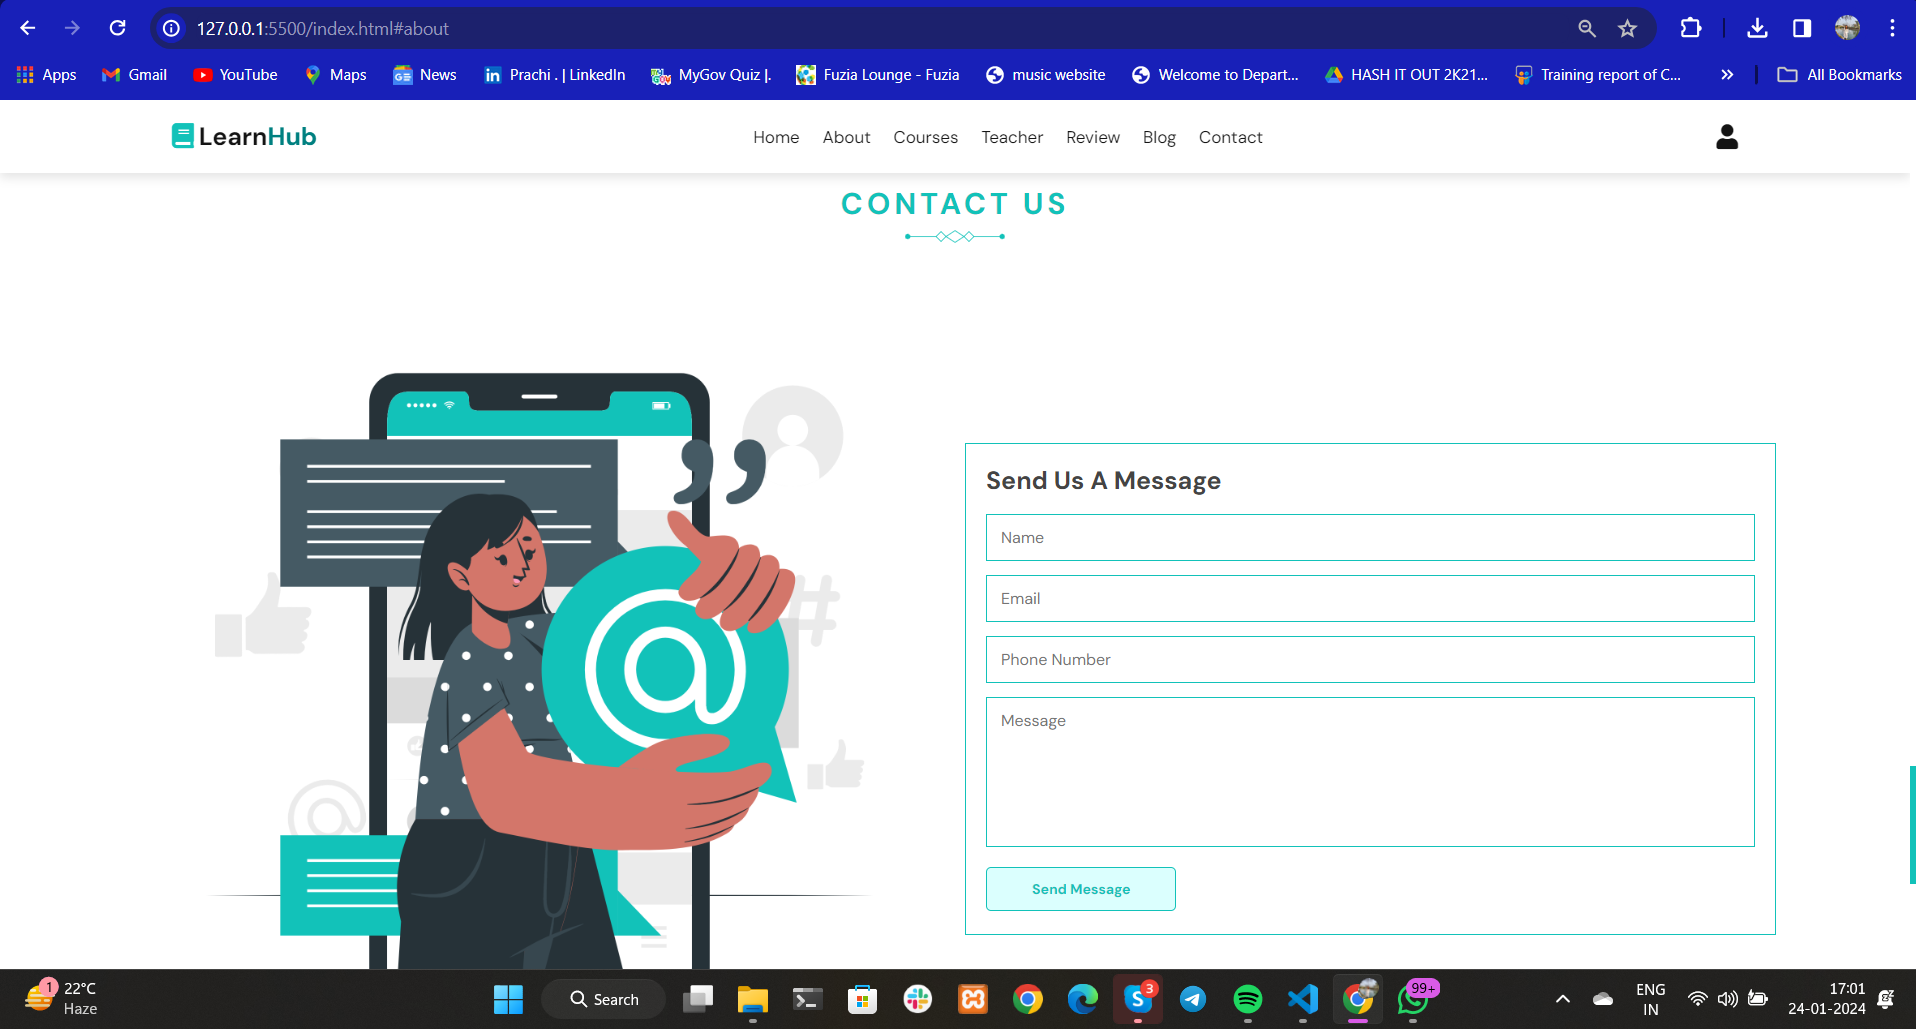 127.0.0.1:5500/index.html#about
Apps Gmail YouTube Maps News Prachi . | LinkedIn MyGov Quiz |. Fuzia Lounge - Fuzia music website Welcome to Depart... HASH IT OUT 2K21... Training report of C... » All Bookmarks
LearnHub Home About Courses Teacher Review Blog Contact
CONTACT US
Send Us A Message
Name
Email
Phone Number
Message
Send Message
1 22°C
Haze
Search
3
99+
ENG
IN
17:01
24-01-2024